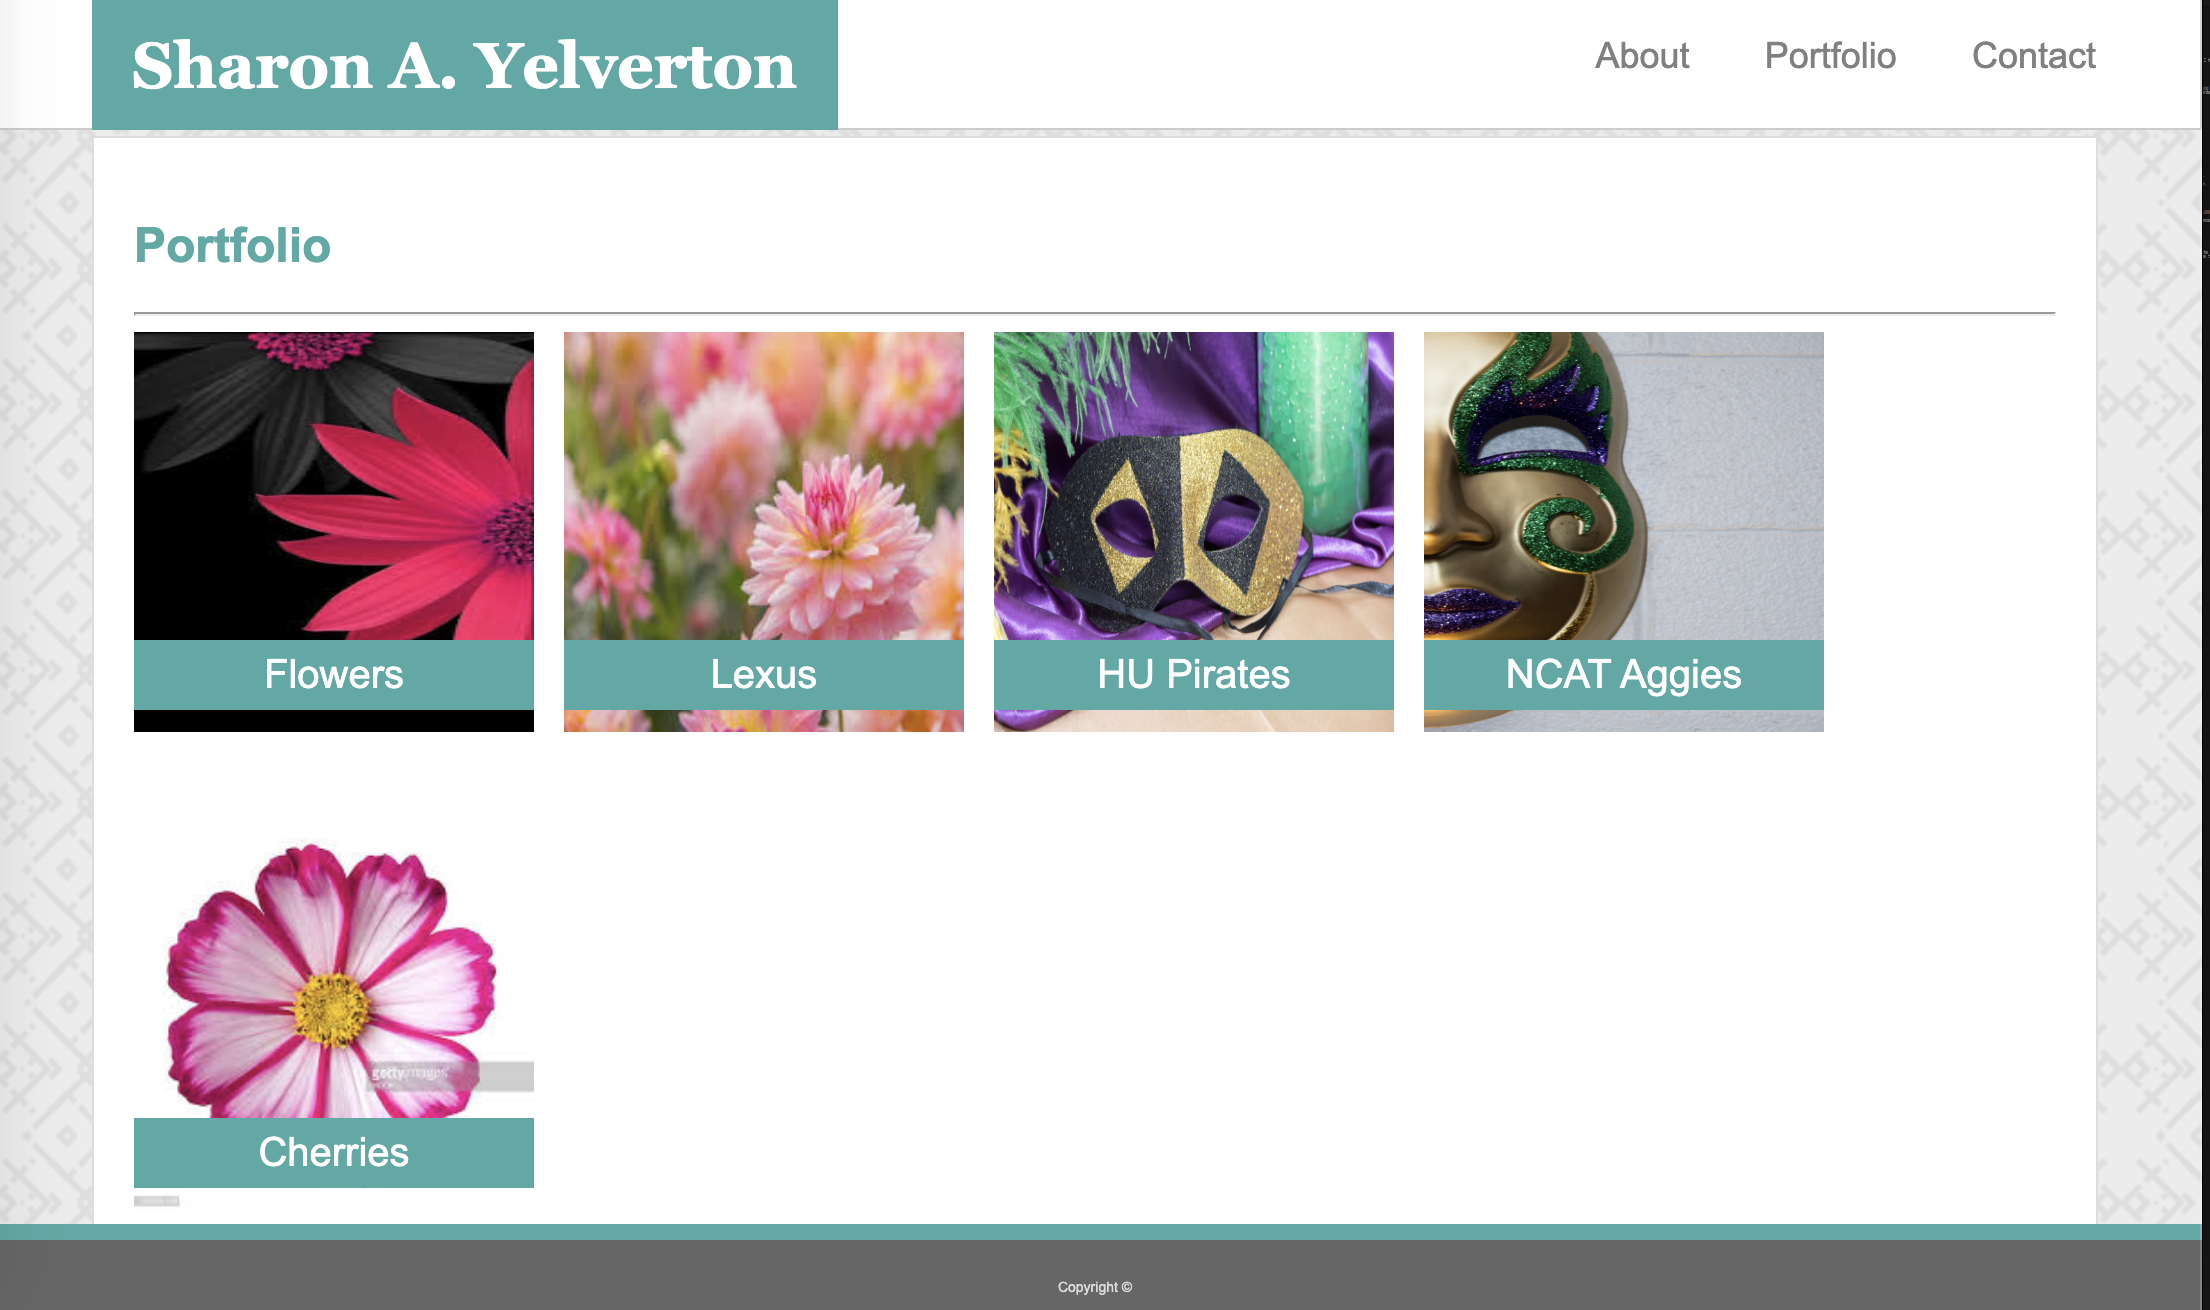 Sharon A. Yelverton
About Portfolio Contact
Portfolio
Flowers
Lexus
HU Pirates
NCAT Aggies
gettyimages
Cherries
Copyright ©